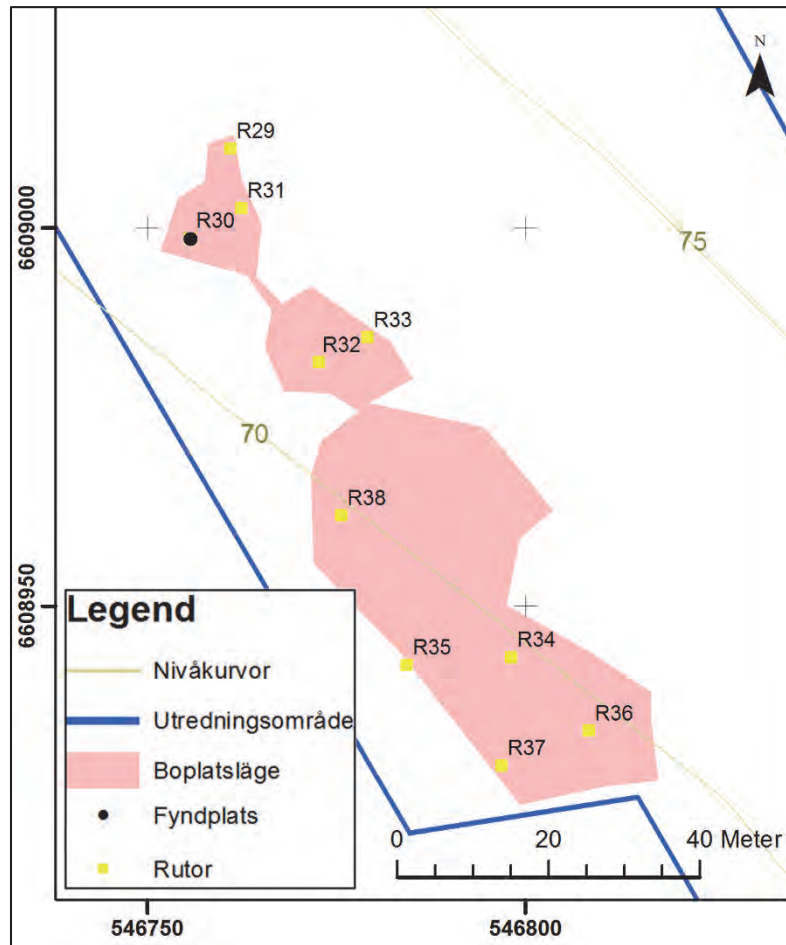 N
R29
R31
6609000
R30
75
R33
R32
70
R38
6608950
Legend
R34
R35
Nivåkurvor
Utredningsområde
R36
R37
Boplatsläge
Fyndplats
0 20 40 Meter
Rutor
546750 546800